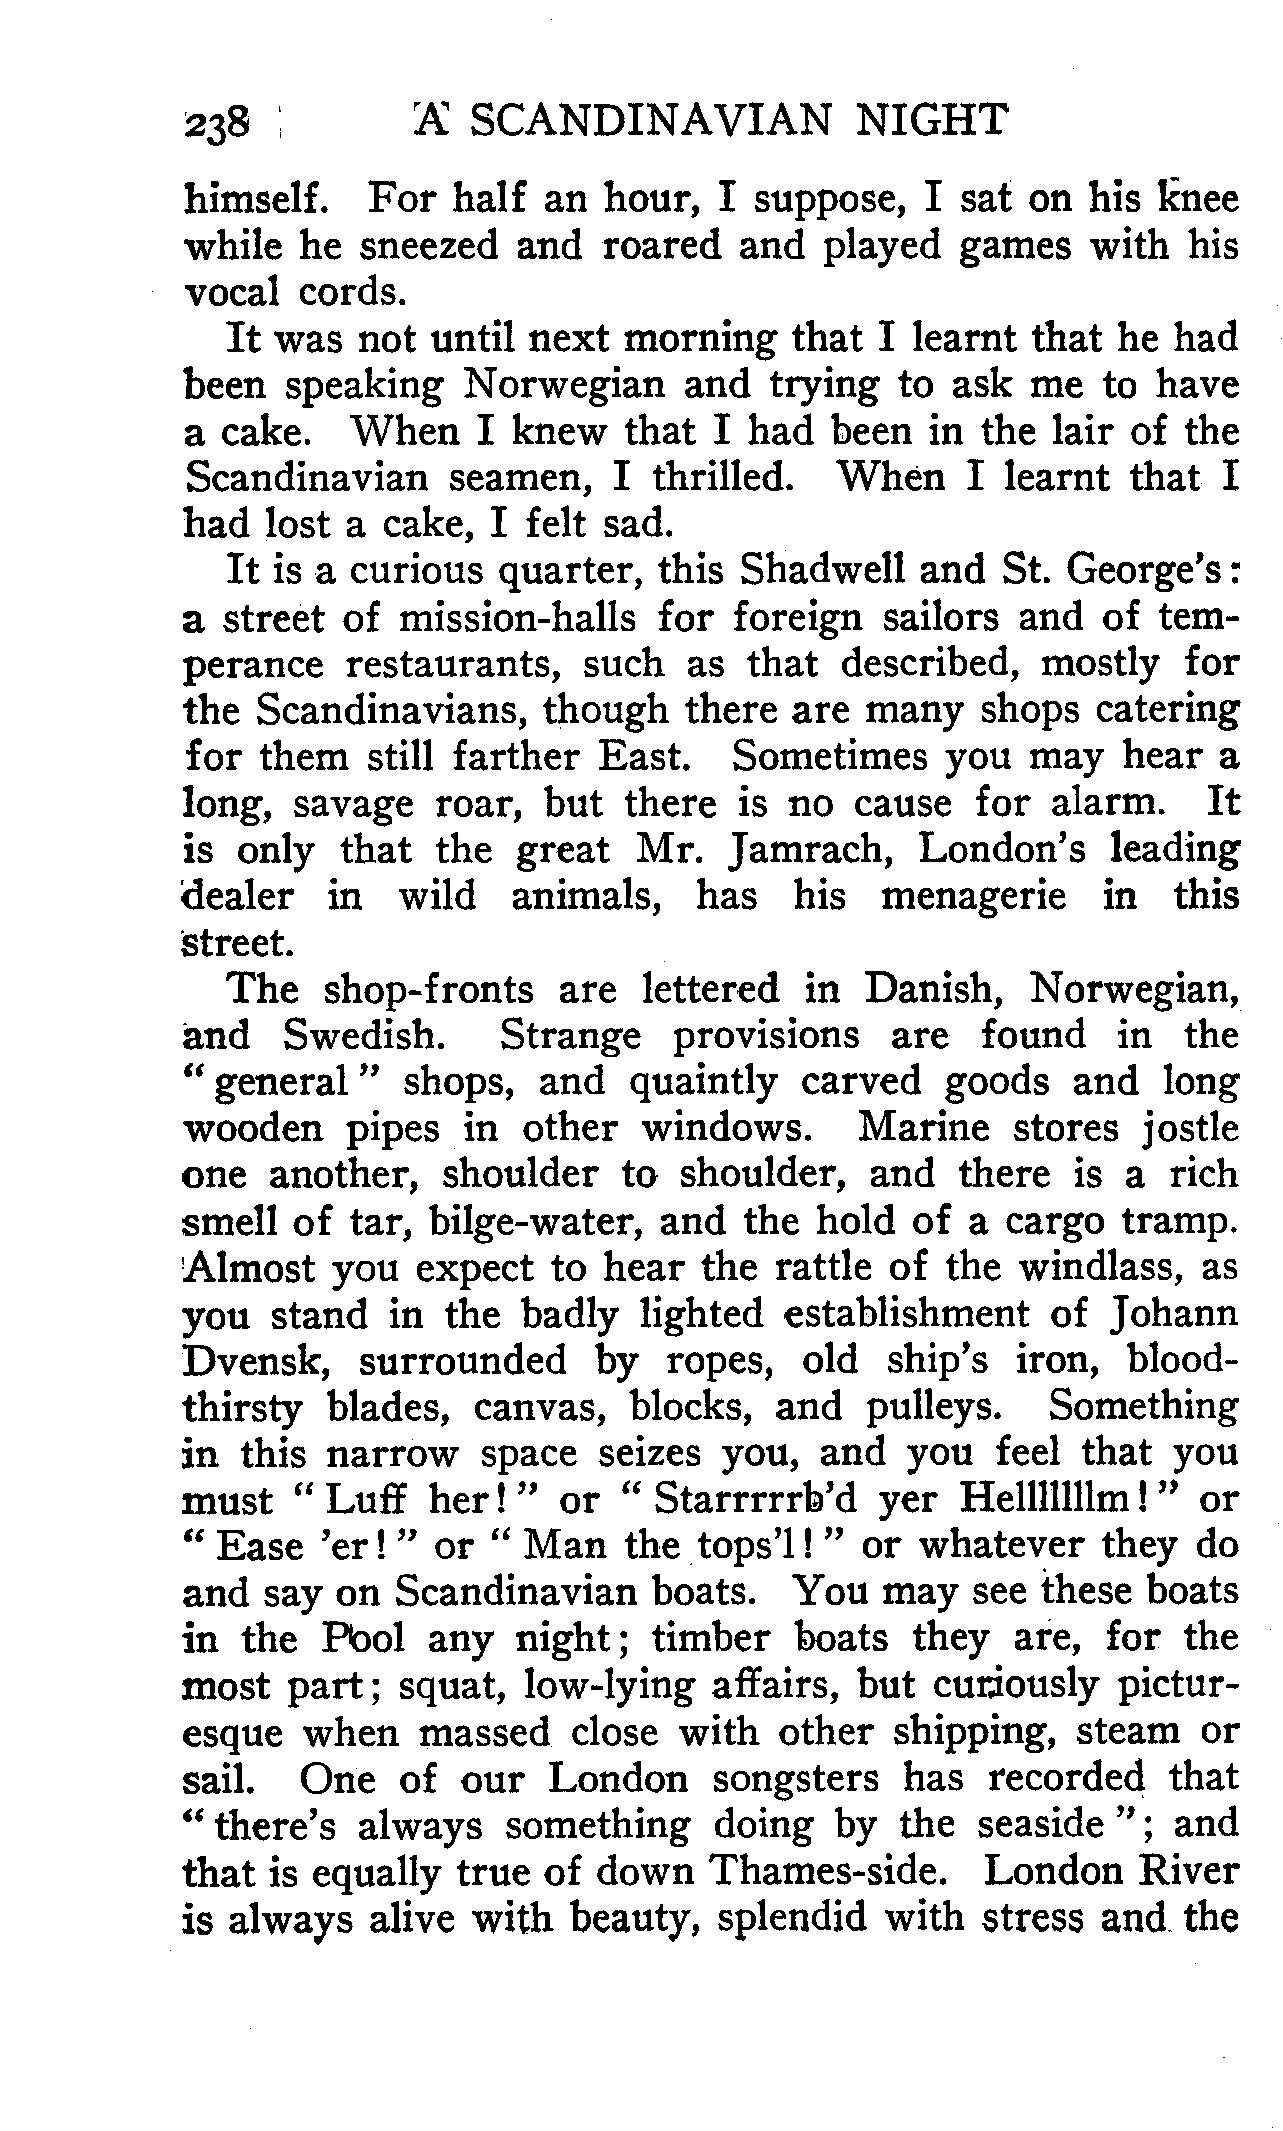 238 A SCANDINAVIAN NIGHT
himself. For half an hour, I suppose, I sat on his knee
while he sneezed and roared and played games with his
vocal cords.
It was not until next morning that I learnt that he had
been speaking Norwegian and trying to ask me to have
a cake. When I knew that I had been in the lair of the
Scandinavian seamen, I thrilled. When I learnt that I
had lost a cake, I felt sad.
It is a curious quarter, this Shadwell and St. George's:
a street of mission-halls for foreign sailors and of tem-
perance restaurants, such as that described, mostly for
the Scandinavians, though there are many shops catering
for them still farther East. Sometimes you may hear a
long, savage roar, but there is no cause for alarm. It
is only that the great Mr. Jamrach, London's leading
dealer in wild animals, has his menagerie in this
street.
The shop-fronts are lettered in Danish, Norwegian,
and Swedish. Strange provisions are found in the
"general" shops, and quaintly carved goods and long
wooden pipes in other windows. Marine stores jostle
one another, shoulder to shoulder, and there is a rich
smell of tar, bilge-water, and the hold of a cargo tramp.
Almost you expect to hear the rattle of the windlass, as
you stand in the badly lighted establishment of Johann
Dvensk, surrounded by ropes, old ship's iron, blood-
thirsty blades, canvas, blocks, and pulleys. Something
in this narrow space seizes you, and you feel that you
must "Luff her!" or "Starrrrrb'd yer Helllllllm!" or
"Ease 'er!" or "Man the tops'l!" or whatever they do
and say on Scandinavian boats. You may see these boats
in the Pool any night; timber boats they are, for the
most part; squat, low-lying affairs, but curiously pictur-
esque when massed close with other shipping, steam or
sail. One of our London songsters has recorded that
"there's always something doing by the seaside"; and
that is equally true of down Thames-side. London River
is always alive with beauty, splendid with stress and the